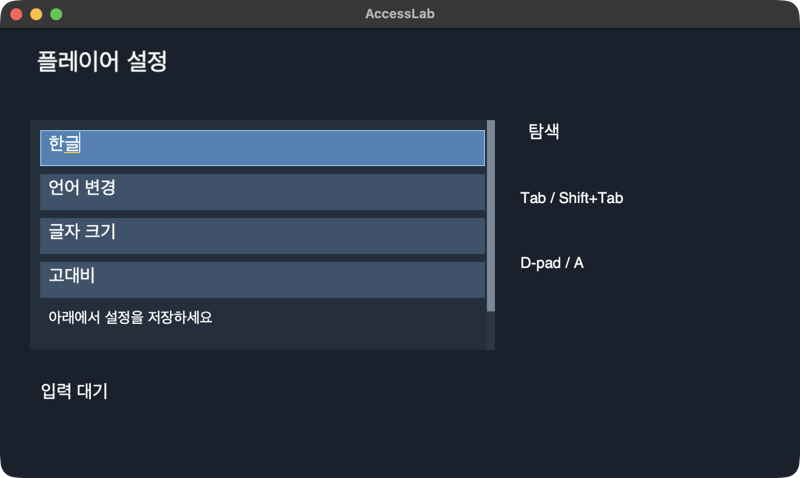 AccessLab
플레이어 설정
한글
언어 변경
글자 크기
고대비
아래에서 설정을 저장하세요
탐색
Tab / Shift+Tab
D-pad / A
입력 대기